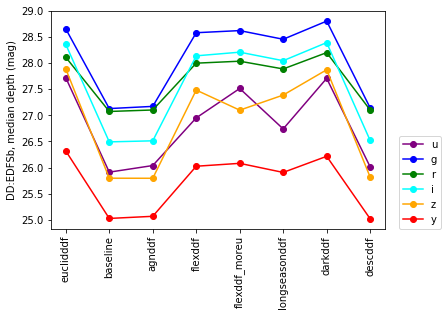 DD:EDFSb, median depth (mag)
29.0
28.5
28.0
27.5
27.0
26.5
26.0
25.5
25.0
euclidddf
baseline
agnddf
flexddf
flexddf_moreu
longseasonddf
darkddf
descddf
u
g
r
i
z
y